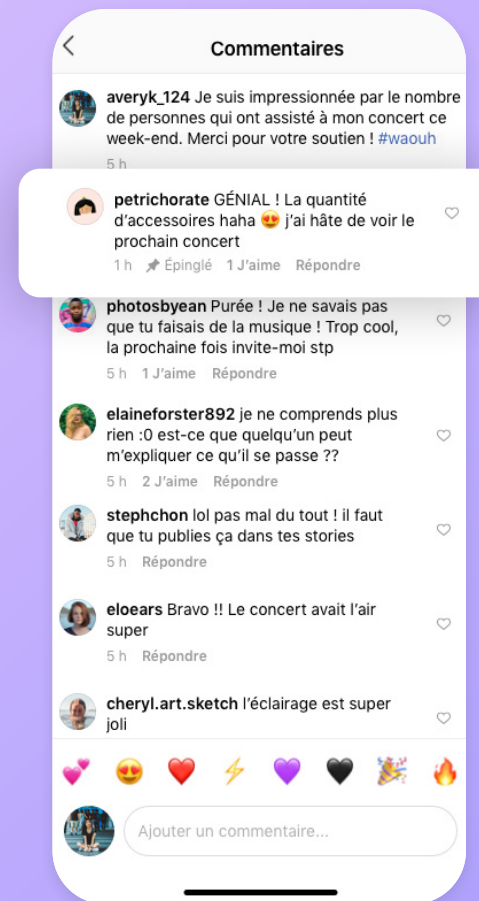 Commentaires
averyk_124 Je suis impressionnée par le nombre
de personnes qui ont assisté à mon concert ce
week-end. Merci pour votre soutien ! #waouh
5 h
petrichorate GÉNIAL ! La quantité
d'accessoires haha 😍 j'ai hâte de voir le
prochain concert
1 h 📌 Épinglé 1 J'aime Répondre
photosbyean Purée ! Je ne savais pas
que tu faisais de la musique ! Trop cool,
la prochaine fois invite-moi stp
5 h 1 J'aime Répondre
elaineforster892 je ne comprends plus
rien :0 est-ce que quelqu'un peut
m'expliquer ce qu'il se passe ??
5 h 2 J'aime Répondre
stephchon lol pas mal du tout ! il faut
que tu publies ça dans tes stories
5 h Répondre
eloears Bravo !! Le concert avait l'air
super
5 h Répondre
cheryl.art.sketch l'éclairage est super
joli
Ajouter un commentaire...